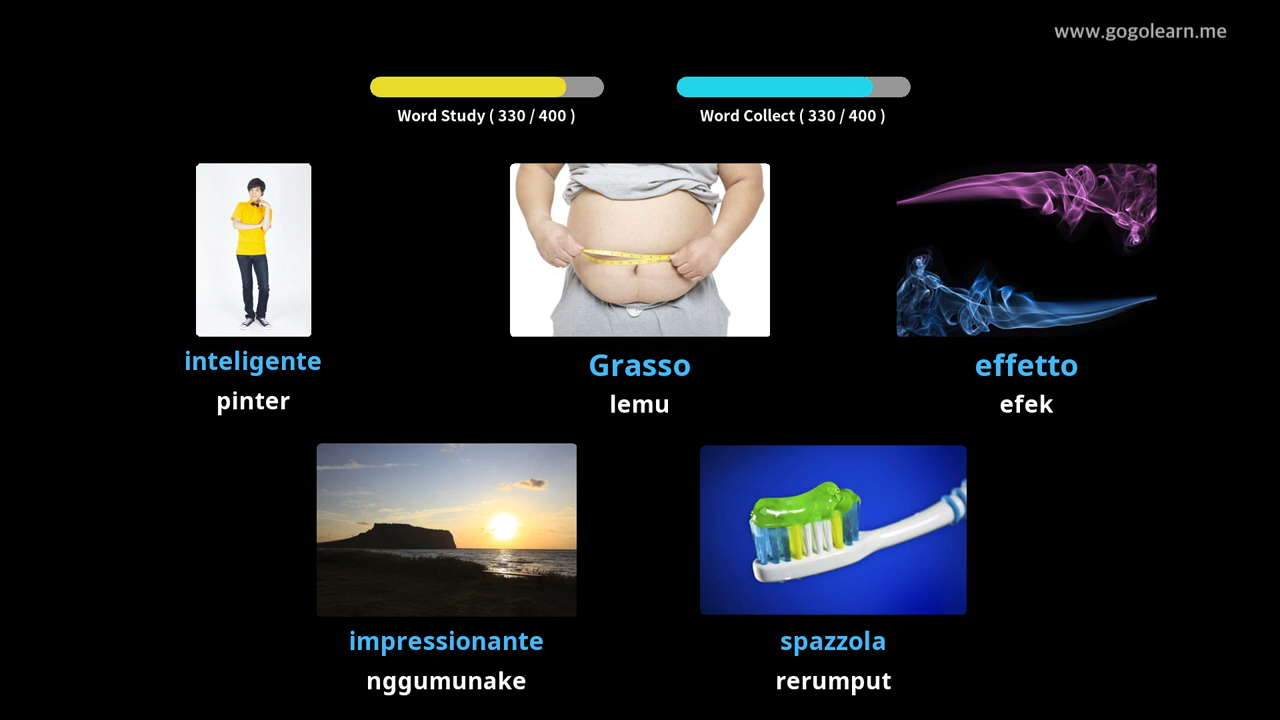 www.gogolearn.me
Word Study ( 330 / 400 )
Word Collect ( 330 / 400 )
inteligente
pinter
Grasso
lemu
effetto
efek
impressionante
nggumunake
spazzola
rerumput